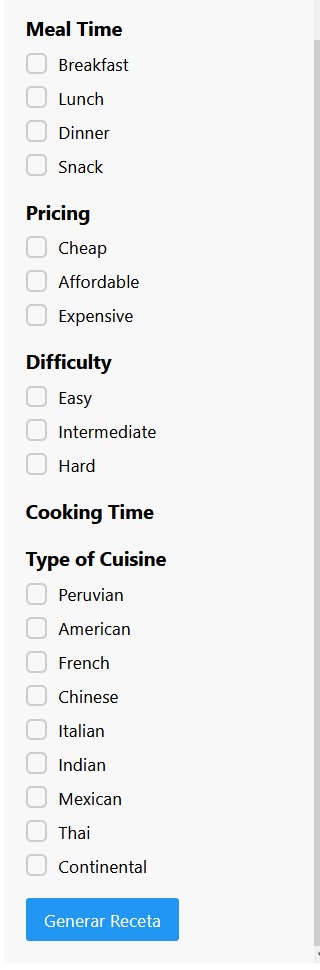 Meal Time
Breakfast
Lunch
Dinner
Snack
Pricing
Cheap
Affordable
Expensive
Difficulty
Easy
Intermediate
Hard
Cooking Time
Type of Cuisine
Peruvian
American
French
Chinese
Italian
Indian
Mexican
Thai
Continental
Generar Receta